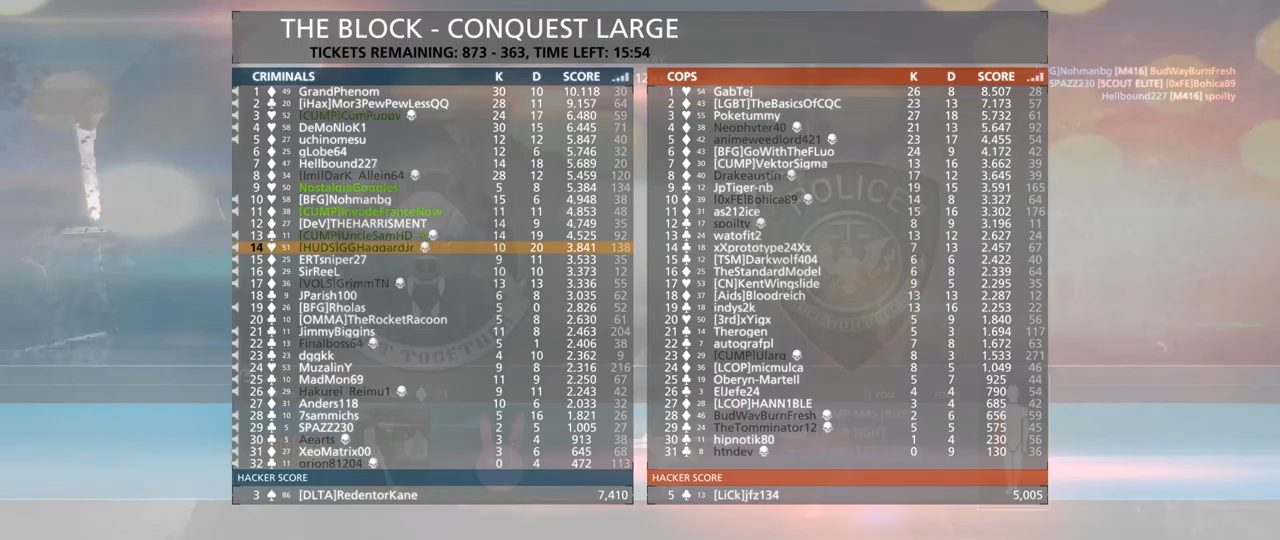 THE BLOCK - CONQUEST LARGE
TICKETS REMAINING: 873 - 363, TIME LEFT: 15:54
CRIMINALS K D SCORE
1 49 GrandPhenom 30 10 10.118 30
2 20 [iHax]Mor3PewPewLessQQ 28 11 9.157 64
3 52 [CUMP]CumPuppy 24 17 6.480 59
4 58 DeMoNloK1 30 15 6.445 71
5 27 uchinomesu 12 12 5.847 40
6 25 gLobe64 12 6 5.746 32
7 47 Hellbound227 14 18 5.689 20
8 34 [lml]DarK_Allein64 28 12 5.459 120
9 50 NostalgiaGoggles 5 8 5.384 134
10 58 [BFG]Nohmanbg 15 6 4.948 38
11 38 [CUMP]InvadeFranceNow 11 11 4.853 48
12 27 [DeV]THEHARRISMENT 14 9 4.749 35
13 11 [CUMP]UncleSamHD 14 19 4.525 92
14 51 [HUDS]GGHaggardJr 10 20 3.841 138
15 25 ERTsniper27 9 11 3.533 35
16 29 SirReeL 10 10 3.373 12
17 36 [VOLS]GrimmTN 13 13 3.336 55
18 9 JParish100 6 8 3.035 62
19 26 [BFG]Rholas 5 0 2.826 52
20 10 [OMMA]TheRocketRacoon 5 8 2.630 61
21 11 JimmyBiggins 11 8 2.463 204
22 13 Finalboss64 5 1 2.406 38
23 23 dggkk 4 10 2.362 9
24 53 MuzalinY 9 8 2.316 216
25 10 MadMon69 11 9 2.250 67
26 29 Hakurei_Reimu1 9 11 2.243 42
27 31 Anders118 10 6 2.033 32
28 10 7sammichs 5 16 1.821 26
29 5 SPAZZ230 2 5 1.005 27
30 5 Aearts 3 4 913 38
31 27 XeoMatrix00 3 6 645 68
32 11 orion81204 0 4 472 113
HACKER SCORE
3 86 [DLTA]RedentorKane 7,410
COPS K D SCORE
1 54 GabTej 26 8 8.507 28
2 43 [LGBT]TheBasicsOfCQC 23 13 7.173 57
3 55 Poketummy 27 18 5.732 61
4 38 Neophyter40 21 13 5.647 92
5 42 animeweedlord421 23 17 4.455 54
6 43 [BFG]GoWithTheFLuo 24 9 4.172 42
7 30 [CUMP]VektorSigma 13 16 3.662 39
8 40 Drakeaustin 17 12 3.645 39
9 12 JpTiger-nb 19 15 3.591 165
10 39 [0xFE]Bohica89 14 8 3.327 64
11 31 as212ice 15 16 3.302 176
12 17 spoilty 8 9 3.196 11
13 24 watofit2 13 12 2.627 24
14 18 xXprototype24Xx 7 13 2.457 67
15 12 [TSM]Darkwolf404 6 6 2.422 40
16 25 TheStandardModel 6 8 2.339 64
17 53 [CN]KentWingslide 9 5 2.295 35
18 37 [Aids]Bloodreich 13 13 2.287 12
19 18 indys2k 13 16 2.253 22
20 50 [3rd]xYigx 5 9 1.840 56
21 14 Therogen 5 3 1.694 117
22 7 autografpl 7 8 1.672 63
23 29 [CUMP]Ularg 8 3 1.533 271
24 36 [LCOP]micmulca 8 5 1.049 46
25 19 Oberyn-Martell 5 7 925 44
26 3 ElJefe24 4 4 790 54
27 28 [LCOP]HANN1BLE 3 3 685 42
28 46 BudWayBurnFresh 2 6 656 59
29 24 TheTomminator12 5 5 575 45
30 11 hipnotik80 1 4 230 56
31 8 htndev 0 9 130 36
HACKER SCORE
5 13 [LiCk]jfz134 5,005
G]Nohmanbg [M416] BudWayBurnFresh
SPAZZ230 [SCOUT ELITE] [0xFE]Bohica89
Hellbound227 [M416] spoilty